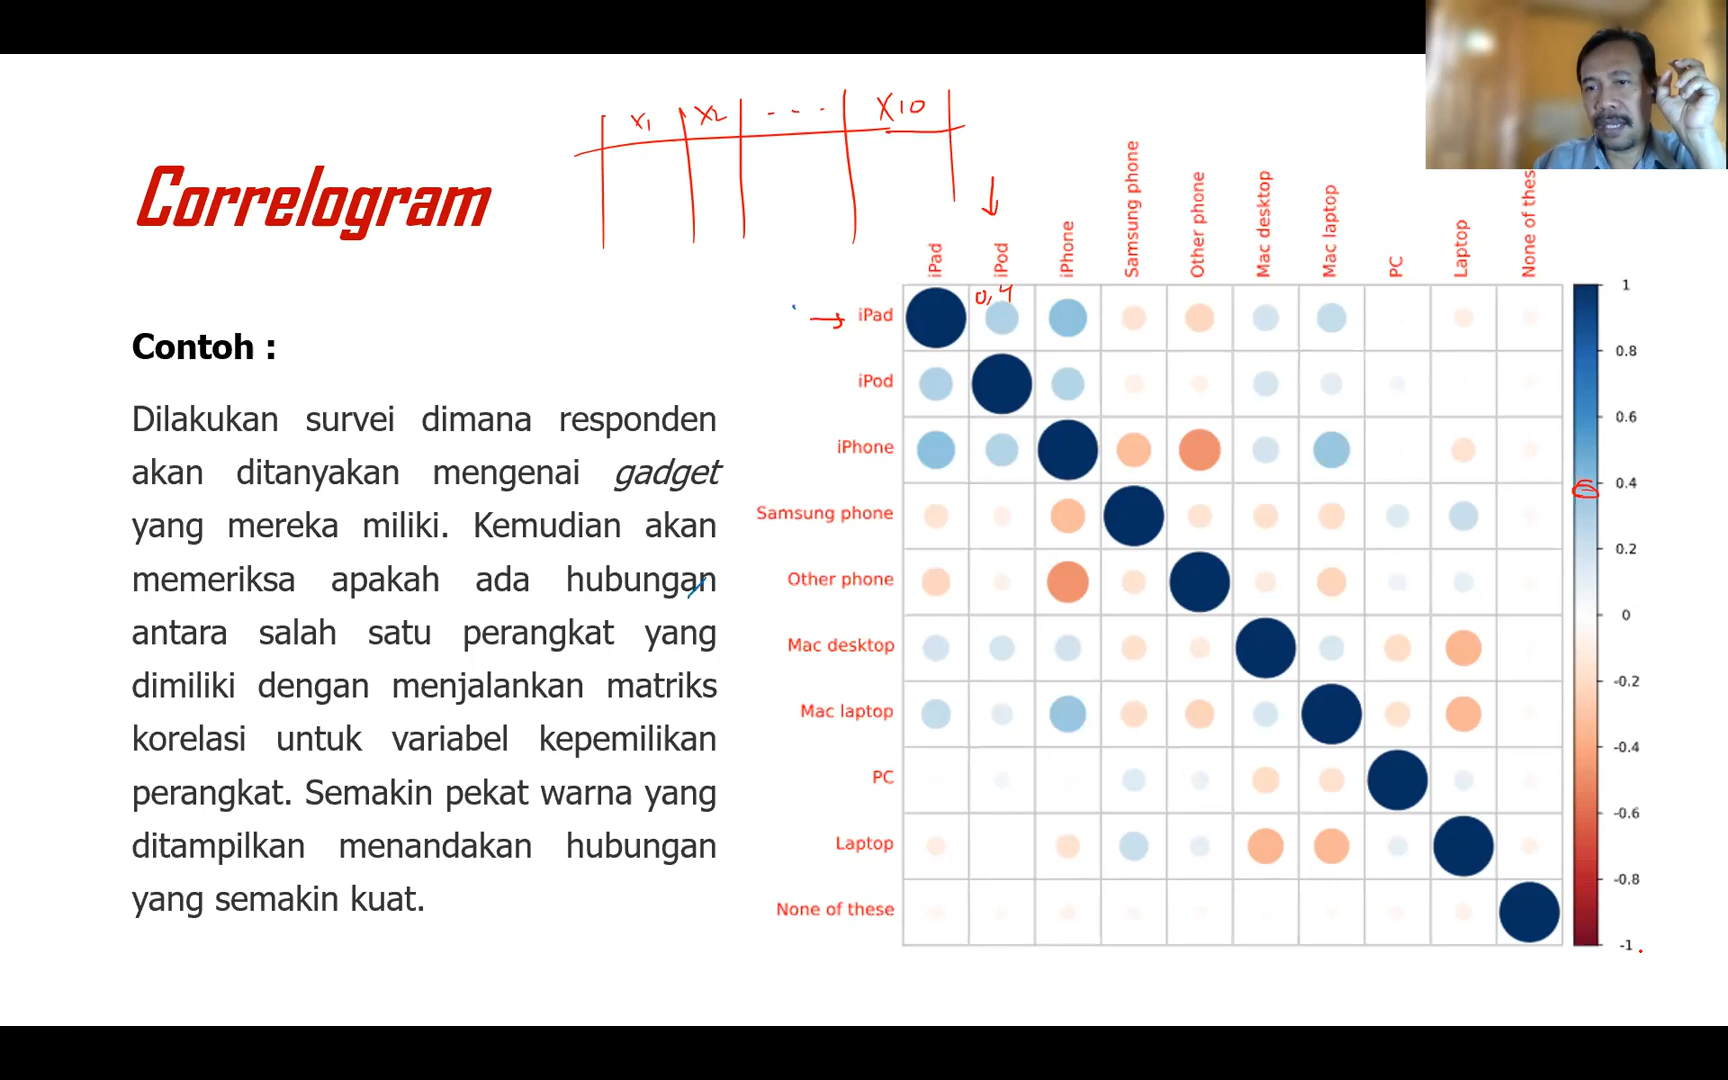 x1 x2 - - - X10
Correlogram
Contoh :
Dilakukan survei dimana responden
akan ditanyakan mengenai gadget
yang mereka miliki. Kemudian akan
memeriksa apakah ada hubungan
antara salah satu perangkat yang
dimiliki dengan menjalankan matriks
korelasi untuk variabel kepemilikan
perangkat. Semakin pekat warna yang
ditampilkan menandakan hubungan
yang semakin kuat.
iPad
iPod
iPhone
Samsung phone
Other phone
Mac desktop
Mac laptop
PC
Laptop
None of thes
0,4
iPad
iPod
iPhone
Samsung phone
Other phone
Mac desktop
Mac laptop
PC
Laptop
None of these
1
0.8
0.6
0.4
0.2
0
-0.2
-0.4
-0.6
-0.8
-1